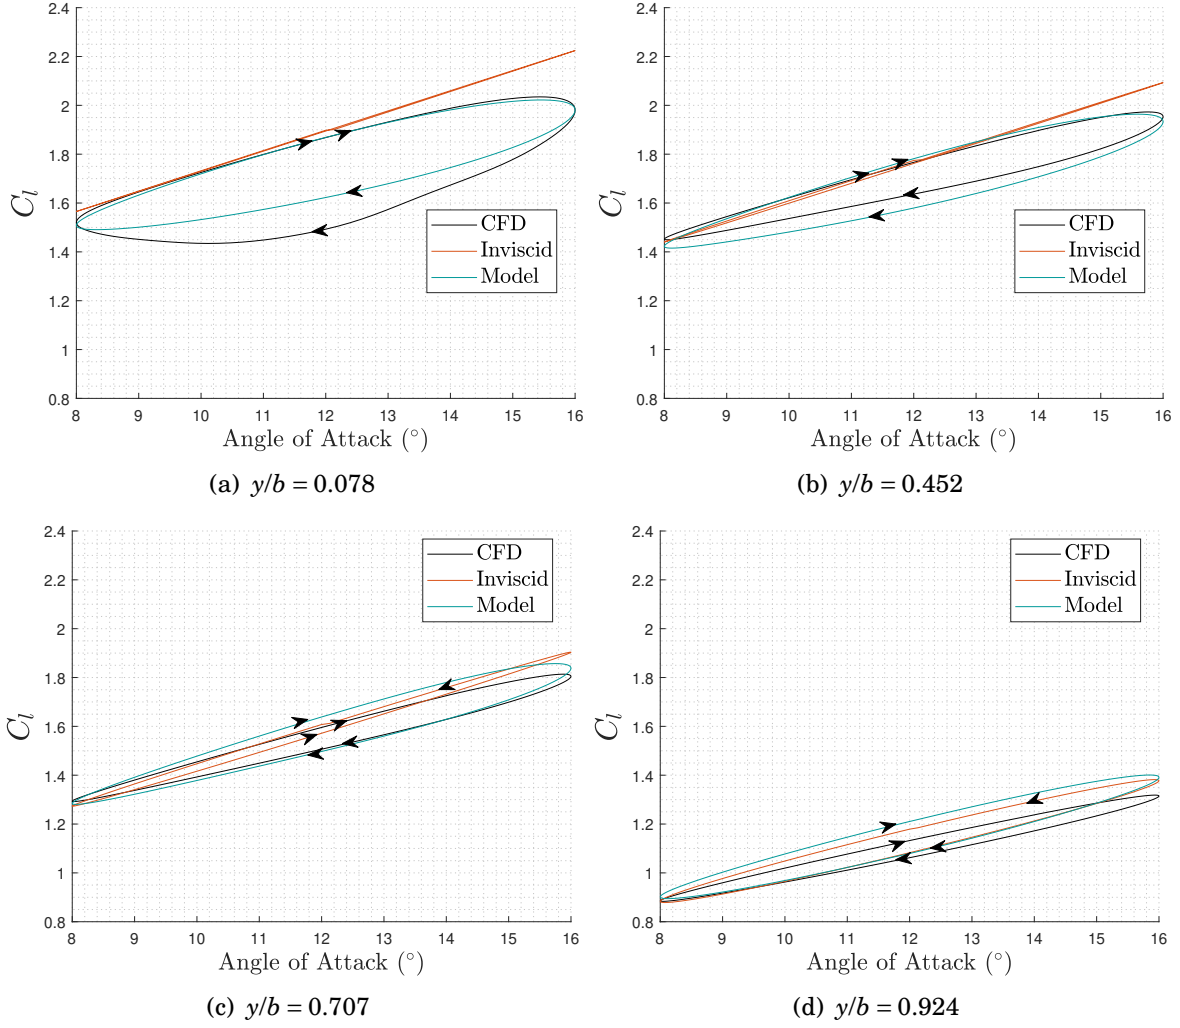 2.4
2.2
2
1.8
1.6
1.4
1.2
1
0.8
C_l
8 9 10 11 12 13 14 15 16
Angle of Attack (°)
CFD
Inviscid
Model
(a) y/b = 0.078
2.4
2.2
2
1.8
1.6
1.4
1.2
1
0.8
C_l
8 9 10 11 12 13 14 15 16
Angle of Attack (°)
CFD
Inviscid
Model
(b) y/b = 0.452
2.4
2.2
2
1.8
1.6
1.4
1.2
1
0.8
C_l
8 9 10 11 12 13 14 15 16
Angle of Attack (°)
CFD
Inviscid
Model
(c) y/b = 0.707
2.4
2.2
2
1.8
1.6
1.4
1.2
1
0.8
C_l
8 9 10 11 12 13 14 15 16
Angle of Attack (°)
CFD
Inviscid
Model
(d) y/b = 0.924